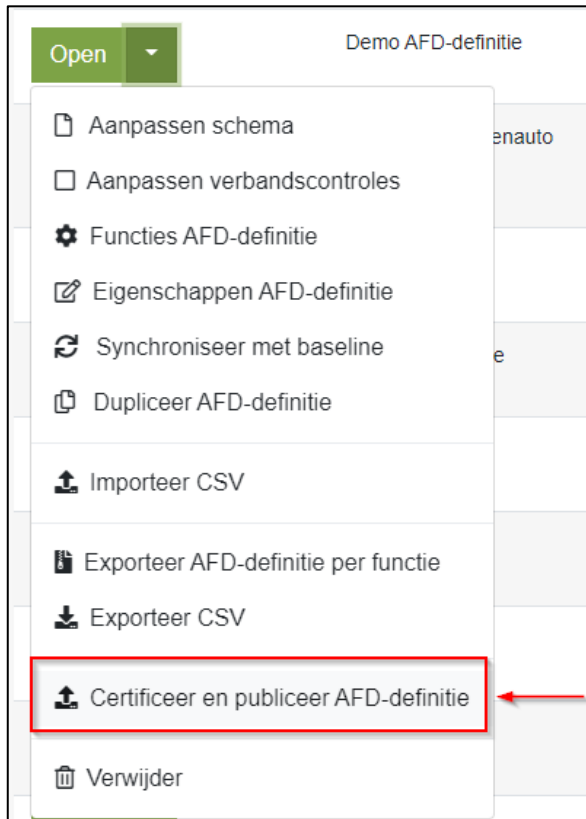 Open
Demo AFD-definitie
Aanpassen schema
enauto
Aanpassen verbandscontroles
Functies AFD-definitie
Eigenschappen AFD-definitie
Synchroniseer met baseline
e
Dupliceer AFD-definitie
Importeer CSV
Exporteer AFD-definitie per functie
Exporteer CSV
Certificeer en publiceer AFD-definitie
Verwijder